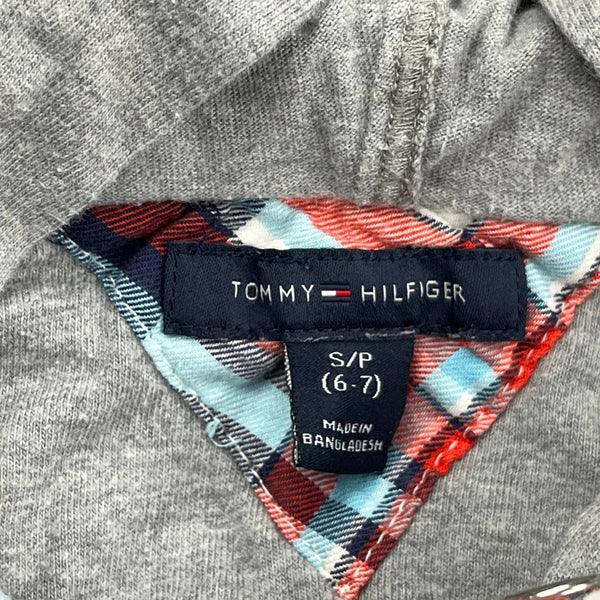 TOMMY HILFIGER
S/P
(6-7)
MADE IN
BANGLADESH